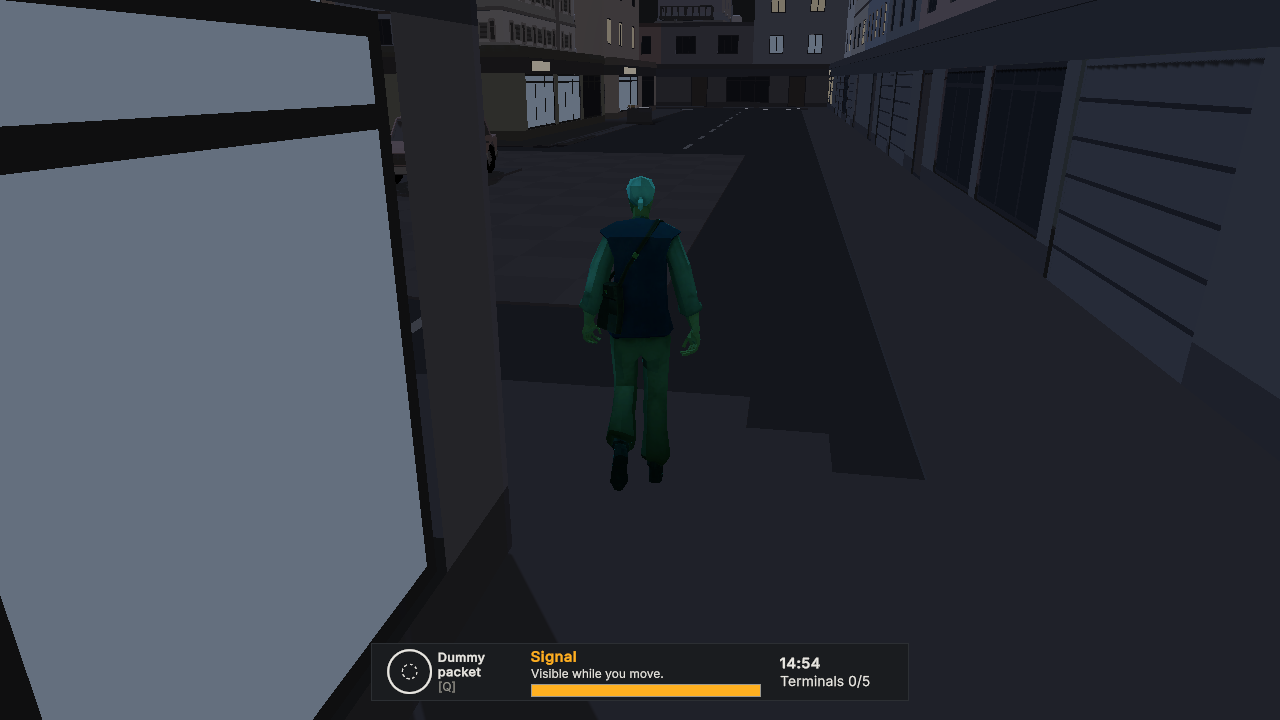 Dummy
packet
[Q]
Signal
Visible while you move.
14:54
Terminals 0/5